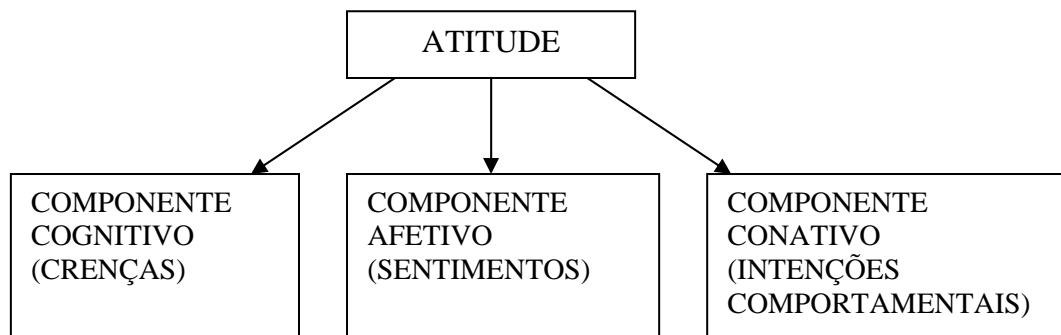 ATITUDE
COMPONENTE
COGNITIVO
(CRENÇAS)
COMPONENTE
AFETIVO
(SENTIMENTOS)
COMPONENTE
CONATIVO
(INTENÇÕES
COMPORTAMENTAIS)